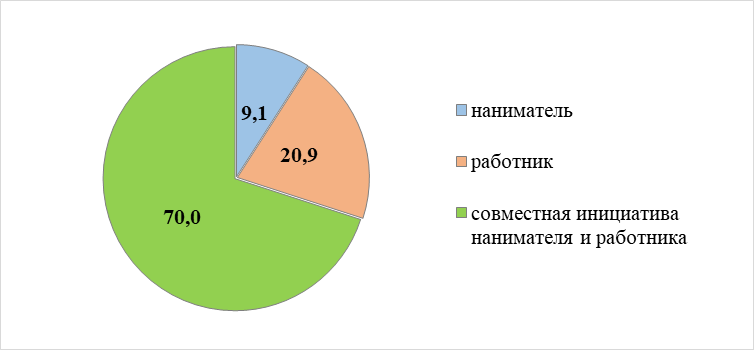 9,1
20,9
70,0
наниматель
работник
совместная инициатива
нанимателя и работника